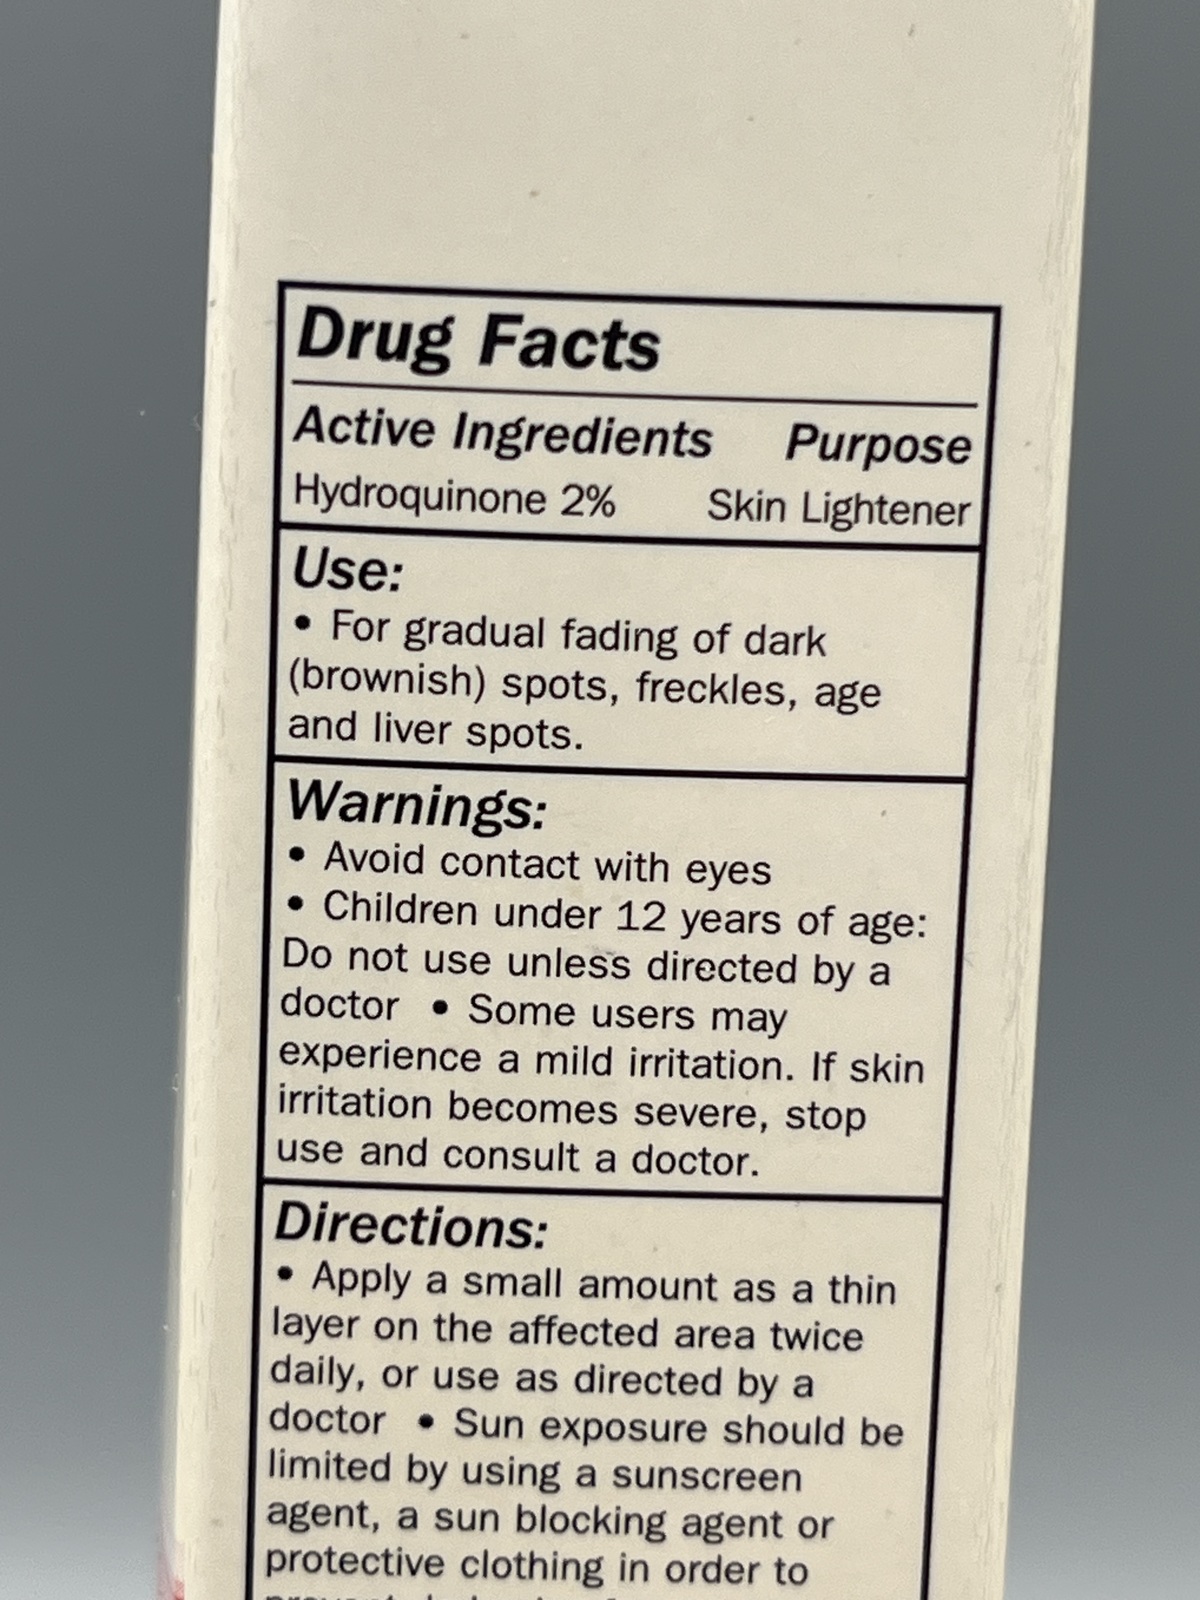 Drug Facts
Active Ingredients Purpose
Hydroquinone 2% Skin Lightener
Use:
• For gradual fading of dark
(brownish) spots, freckles, age
and liver spots.
Warnings:
• Avoid contact with eyes
• Children under 12 years of age:
Do not use unless directed by a
doctor • Some users may
experience a mild irritation. If skin
irritation becomes severe, stop
use and consult a doctor.
Directions:
• Apply a small amount as a thin
layer on the affected area twice
daily, or use as directed by a
doctor • Sun exposure should be
limited by using a sunscreen
agent, a sun blocking agent or
protective clothing in order to